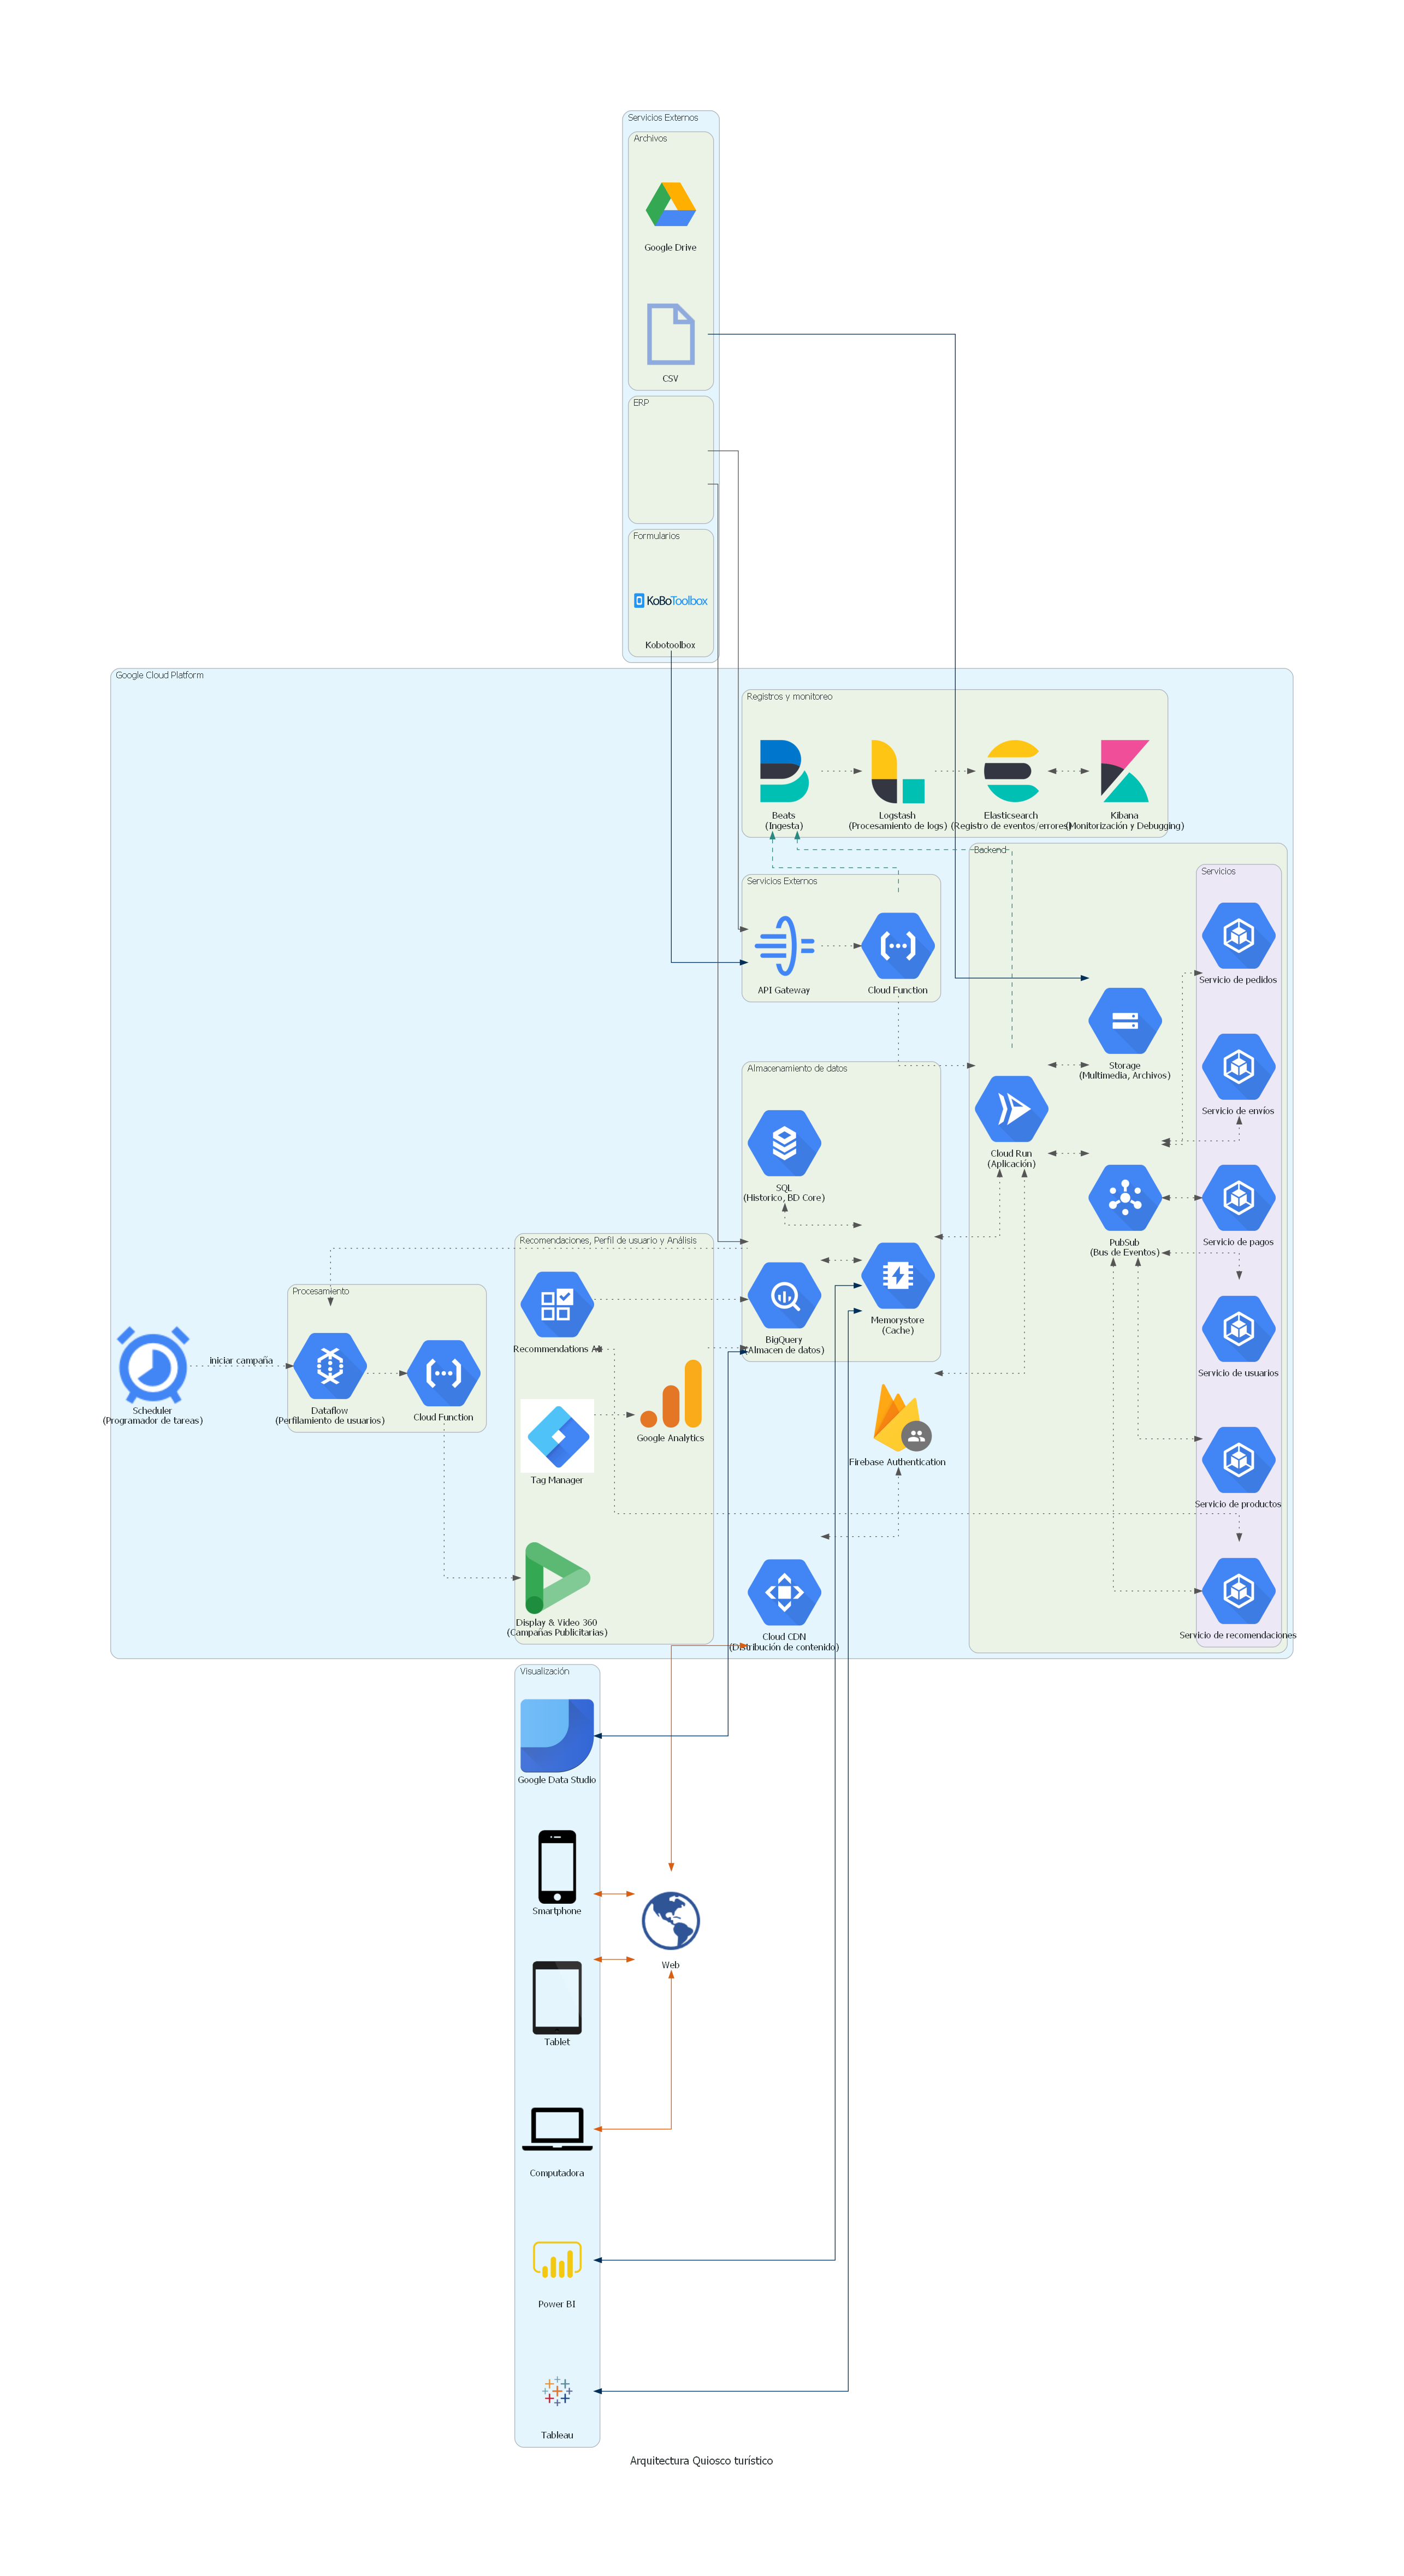 Servicios Externos
Archivos
Google Drive
CSV
ERP
Formularios
KoBoToolbox
Kobotoolbox
Google Cloud Platform
Registros y monitoreo
Beats
(Ingesta)
Logstash
(Procesamiento de logs)
Elasticsearch
(Registro de eventos/errores)
Kibana
(Monitorización y Debugging)
Backend
Servicios
Servicio de pedidos
Servicio de envíos
Servicio de pagos
Servicio de usuarios
Servicio de productos
Servicio de recomendaciones
Servicios Externos
API Gateway
Cloud Function
Storage
(Multimedia, Archivos)
Cloud Run
(Aplicación)
PubSub
(Bus de Eventos)
Almacenamiento de datos
SQL
(Historico, BD Core)
BigQuery
(Almacen de datos)
Memorystore
(Cache)
Recomendaciones, Perfil de usuario y Análisis
Recommendations AI
Google Analytics
Tag Manager
Display & Video 360
(Campañas Publicitarias)
Procesamiento
Scheduler
(Programador de tareas)
iniciar campaña
Dataflow
(Perfilamiento de usuarios)
Cloud Function
Firebase Authentication
Cloud CDN
(Distribución de contenido)
Visualización
Google Data Studio
Smartphone
Web
Tablet
Computadora
Power BI
Tableau
Arquitectura Quiosco turístico